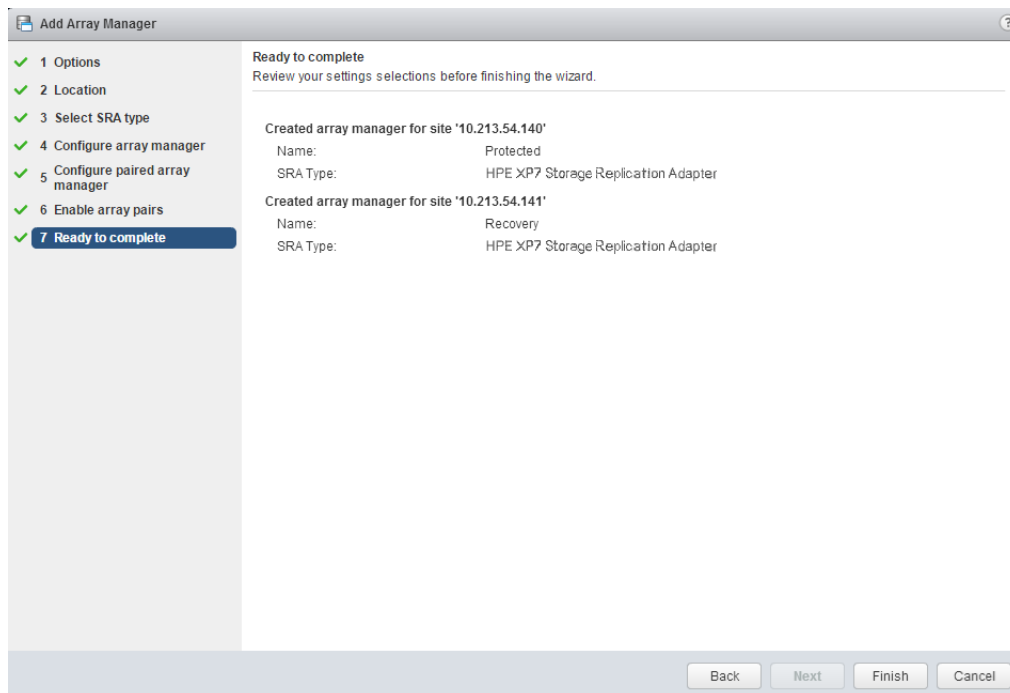 Add Array Manager
?
1 Options
2 Location
3 Select SRA type
4 Configure array manager
5 Configure paired array
manager
6 Enable array pairs
7 Ready to complete
Ready to complete
Review your settings selections before finishing the wizard.
Created array manager for site '10.213.54.140'
Name: Protected
SRA Type: HPE XP7 Storage Replication Adapter
Created array manager for site '10.213.54.141'
Name: Recovery
SRA Type: HPE XP7 Storage Replication Adapter
Back Next Finish Cancel